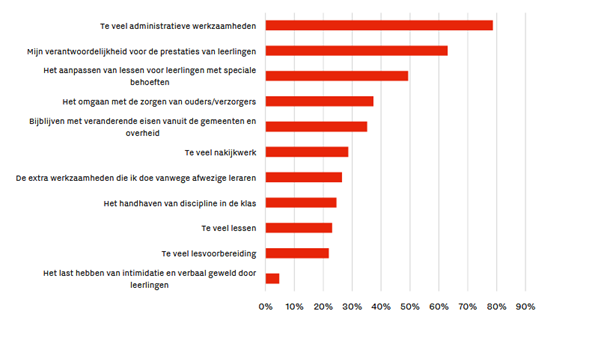 Te veel administratieve werkzaamheden
Mijn verantwoordelijkheid voor de prestaties van leerlingen
Het aanpassen van lessen voor leerlingen met speciale
behoeften
Het omgaan met de zorgen van ouders/verzorgers
Bijblijven met veranderende eisen vanuit de gemeenten en
overheid
Te veel nakijkwerk
De extra werkzaamheden die ik doe vanwege afwezige leraren
Het handhaven van discipline in de klas
Te veel lessen
Te veel lesvoorbereiding
Het last hebben van intimidatie en verbaal geweld door
leerlingen
0% 10% 20% 30% 40% 50% 60% 70% 80% 90%